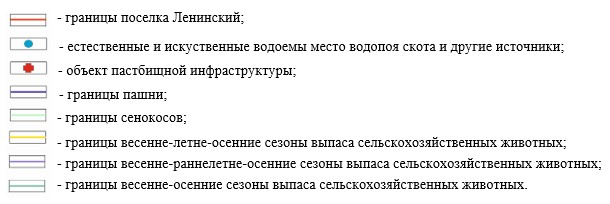 - границы поселка Ленинский;
- естественные и искуственные водоемы место водопоя скота и другие источники;
- объект пастбищной инфраструктуры;
- границы пашни;
- границы сенокосов;
- границы весенне-летне-осенние сезоны выпаса сельскохозяйственных животных;
- границы весенне-раннелетне-осенние сезоны выпаса сельскохозяйственных животных;
- границы весенне-осенние сезоны выпаса сельскохозяйственных животных.